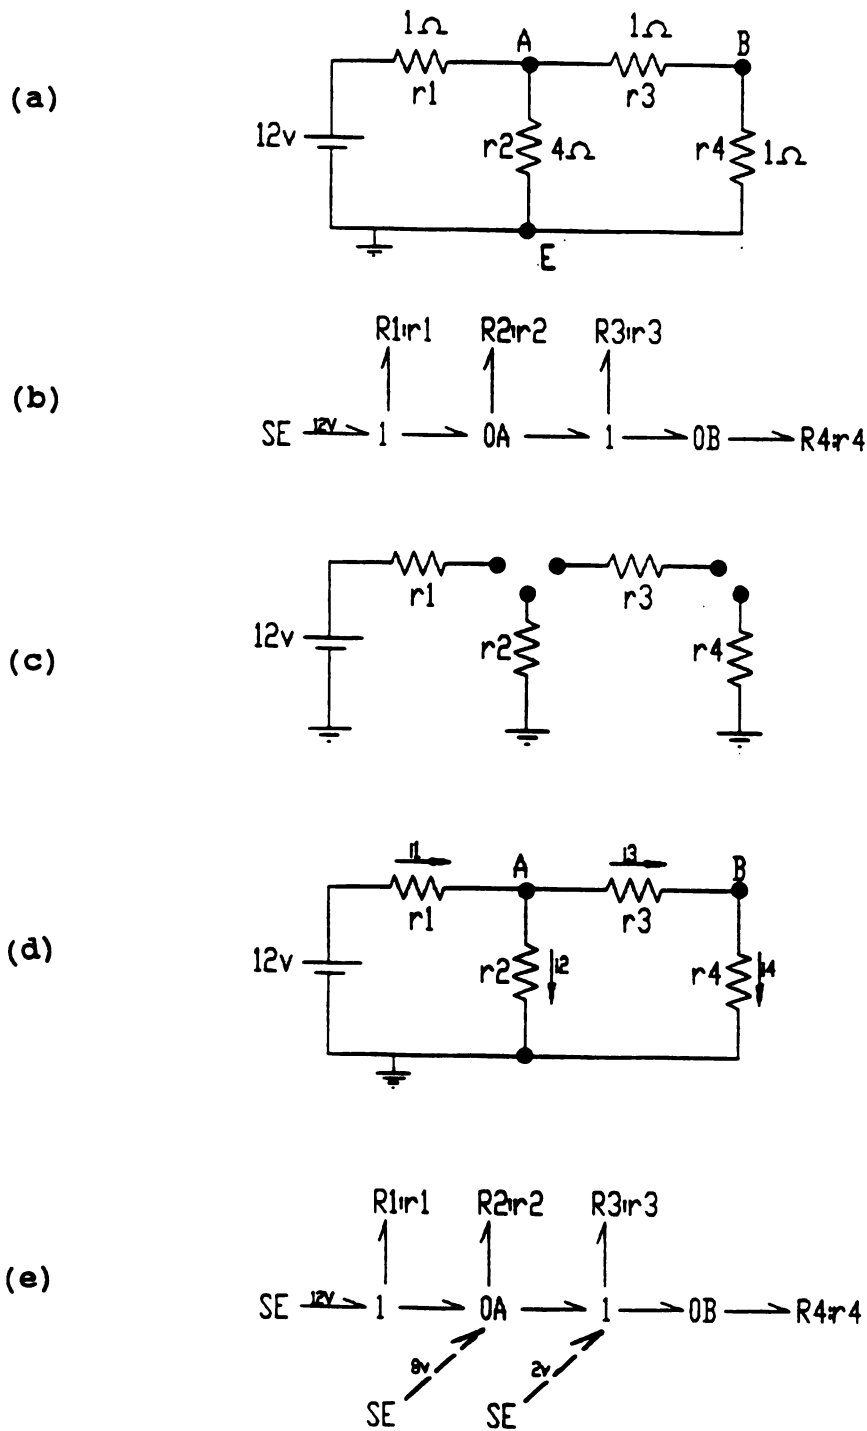 (a)
1Ω 1Ω
A B
r1 r3
12v r2 4Ω r4 1Ω
E
(b)
R1:r1 R2:r2 R3:r3
SE 12V 1 0A 1 0B R4:r4
(c)
r1 r3
12v r2 r4
(d)
i1 A i3 B
r1 r3
12v r2 i2 r4 i4
(e)
R1:r1 R2:r2 R3:r3
SE 12V 1 0A 1 0B R4:r4
8v 2v
SE SE